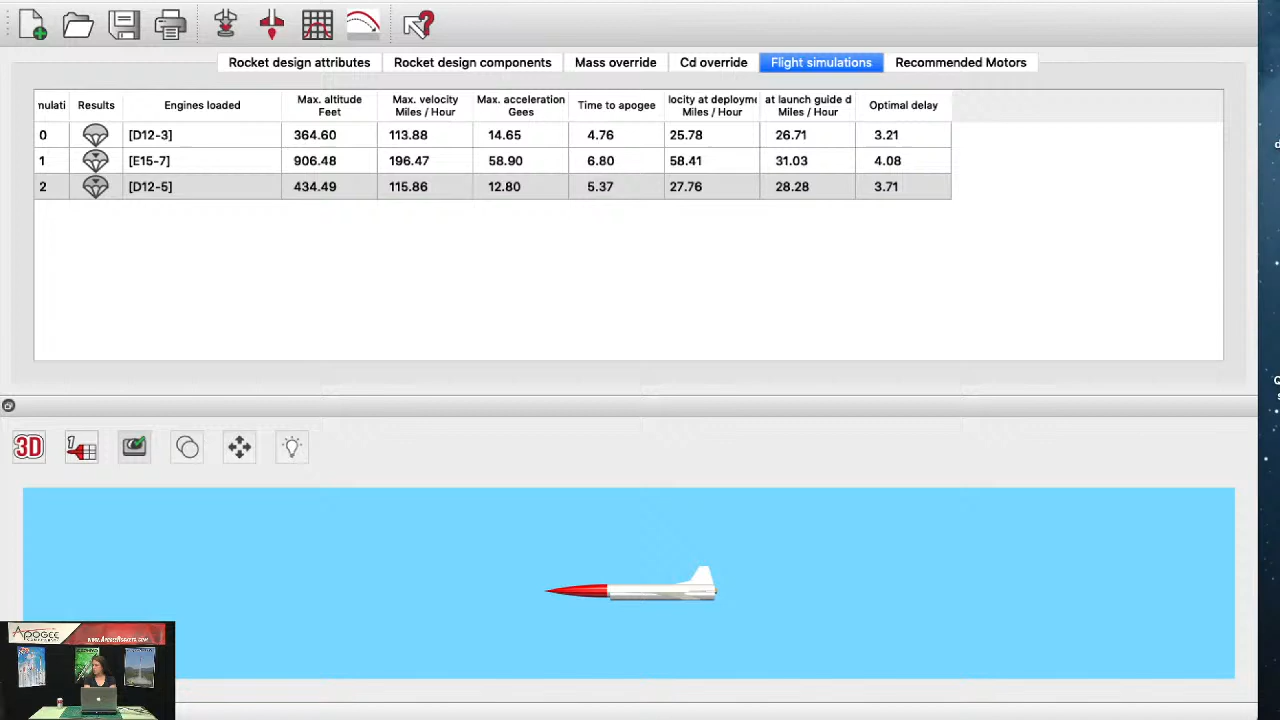 Rocket design attributes Rocket design components Mass override Cd override Flight simulations Recommended Motors
nulati Results Engines loaded Max. altitude Feet Max. velocity Miles / Hour Max. acceleration Gees Time to apogee locity at deployme Miles / Hour at launch guide d Miles / Hour Optimal delay
0 [D12-3] 364.60 113.88 14.65 4.76 25.78 26.71 3.21
1 [E15-7] 906.48 196.47 58.90 6.80 58.41 31.03 4.08
2 [D12-5] 434.49 115.86 12.80 5.37 27.76 28.28 3.71
3D 1
APOGEE
www.ApogeeRockets.com